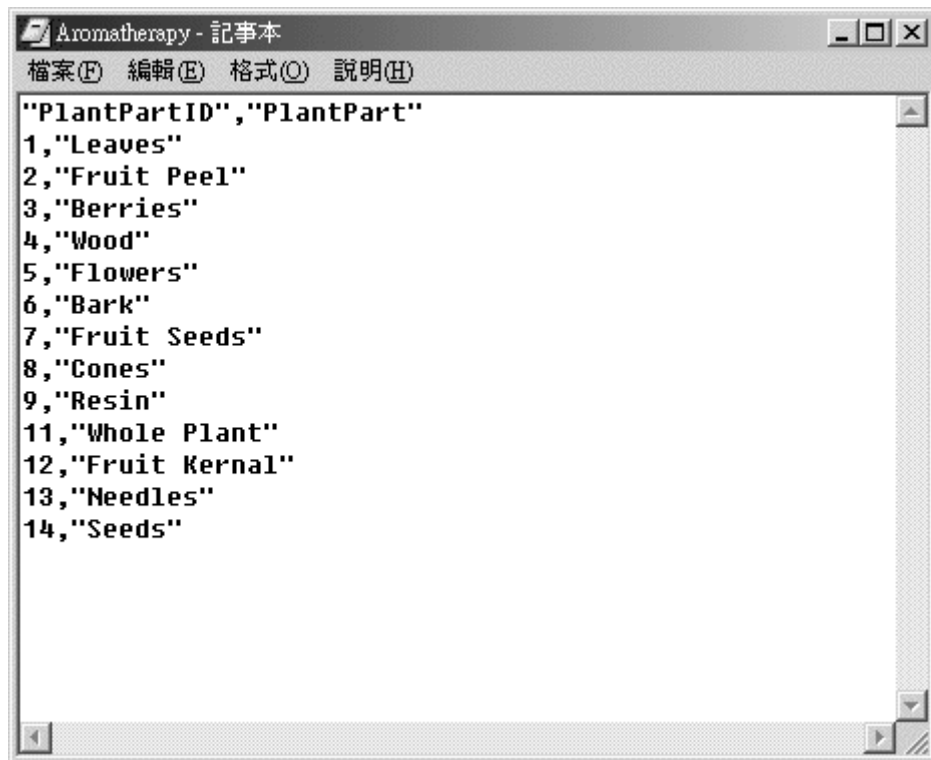 Aromatherapy - 記事本
檔案(F) 編輯(E) 格式(O) 說明(H)
"PlantPartID","PlantPart"
1,"Leaves"
2,"Fruit Peel"
3,"Berries"
4,"Wood"
5,"Flowers"
6,"Bark"
7,"Fruit Seeds"
8,"Cones"
9,"Resin"
11,"Whole Plant"
12,"Fruit Kernal"
13,"Needles"
14,"Seeds"